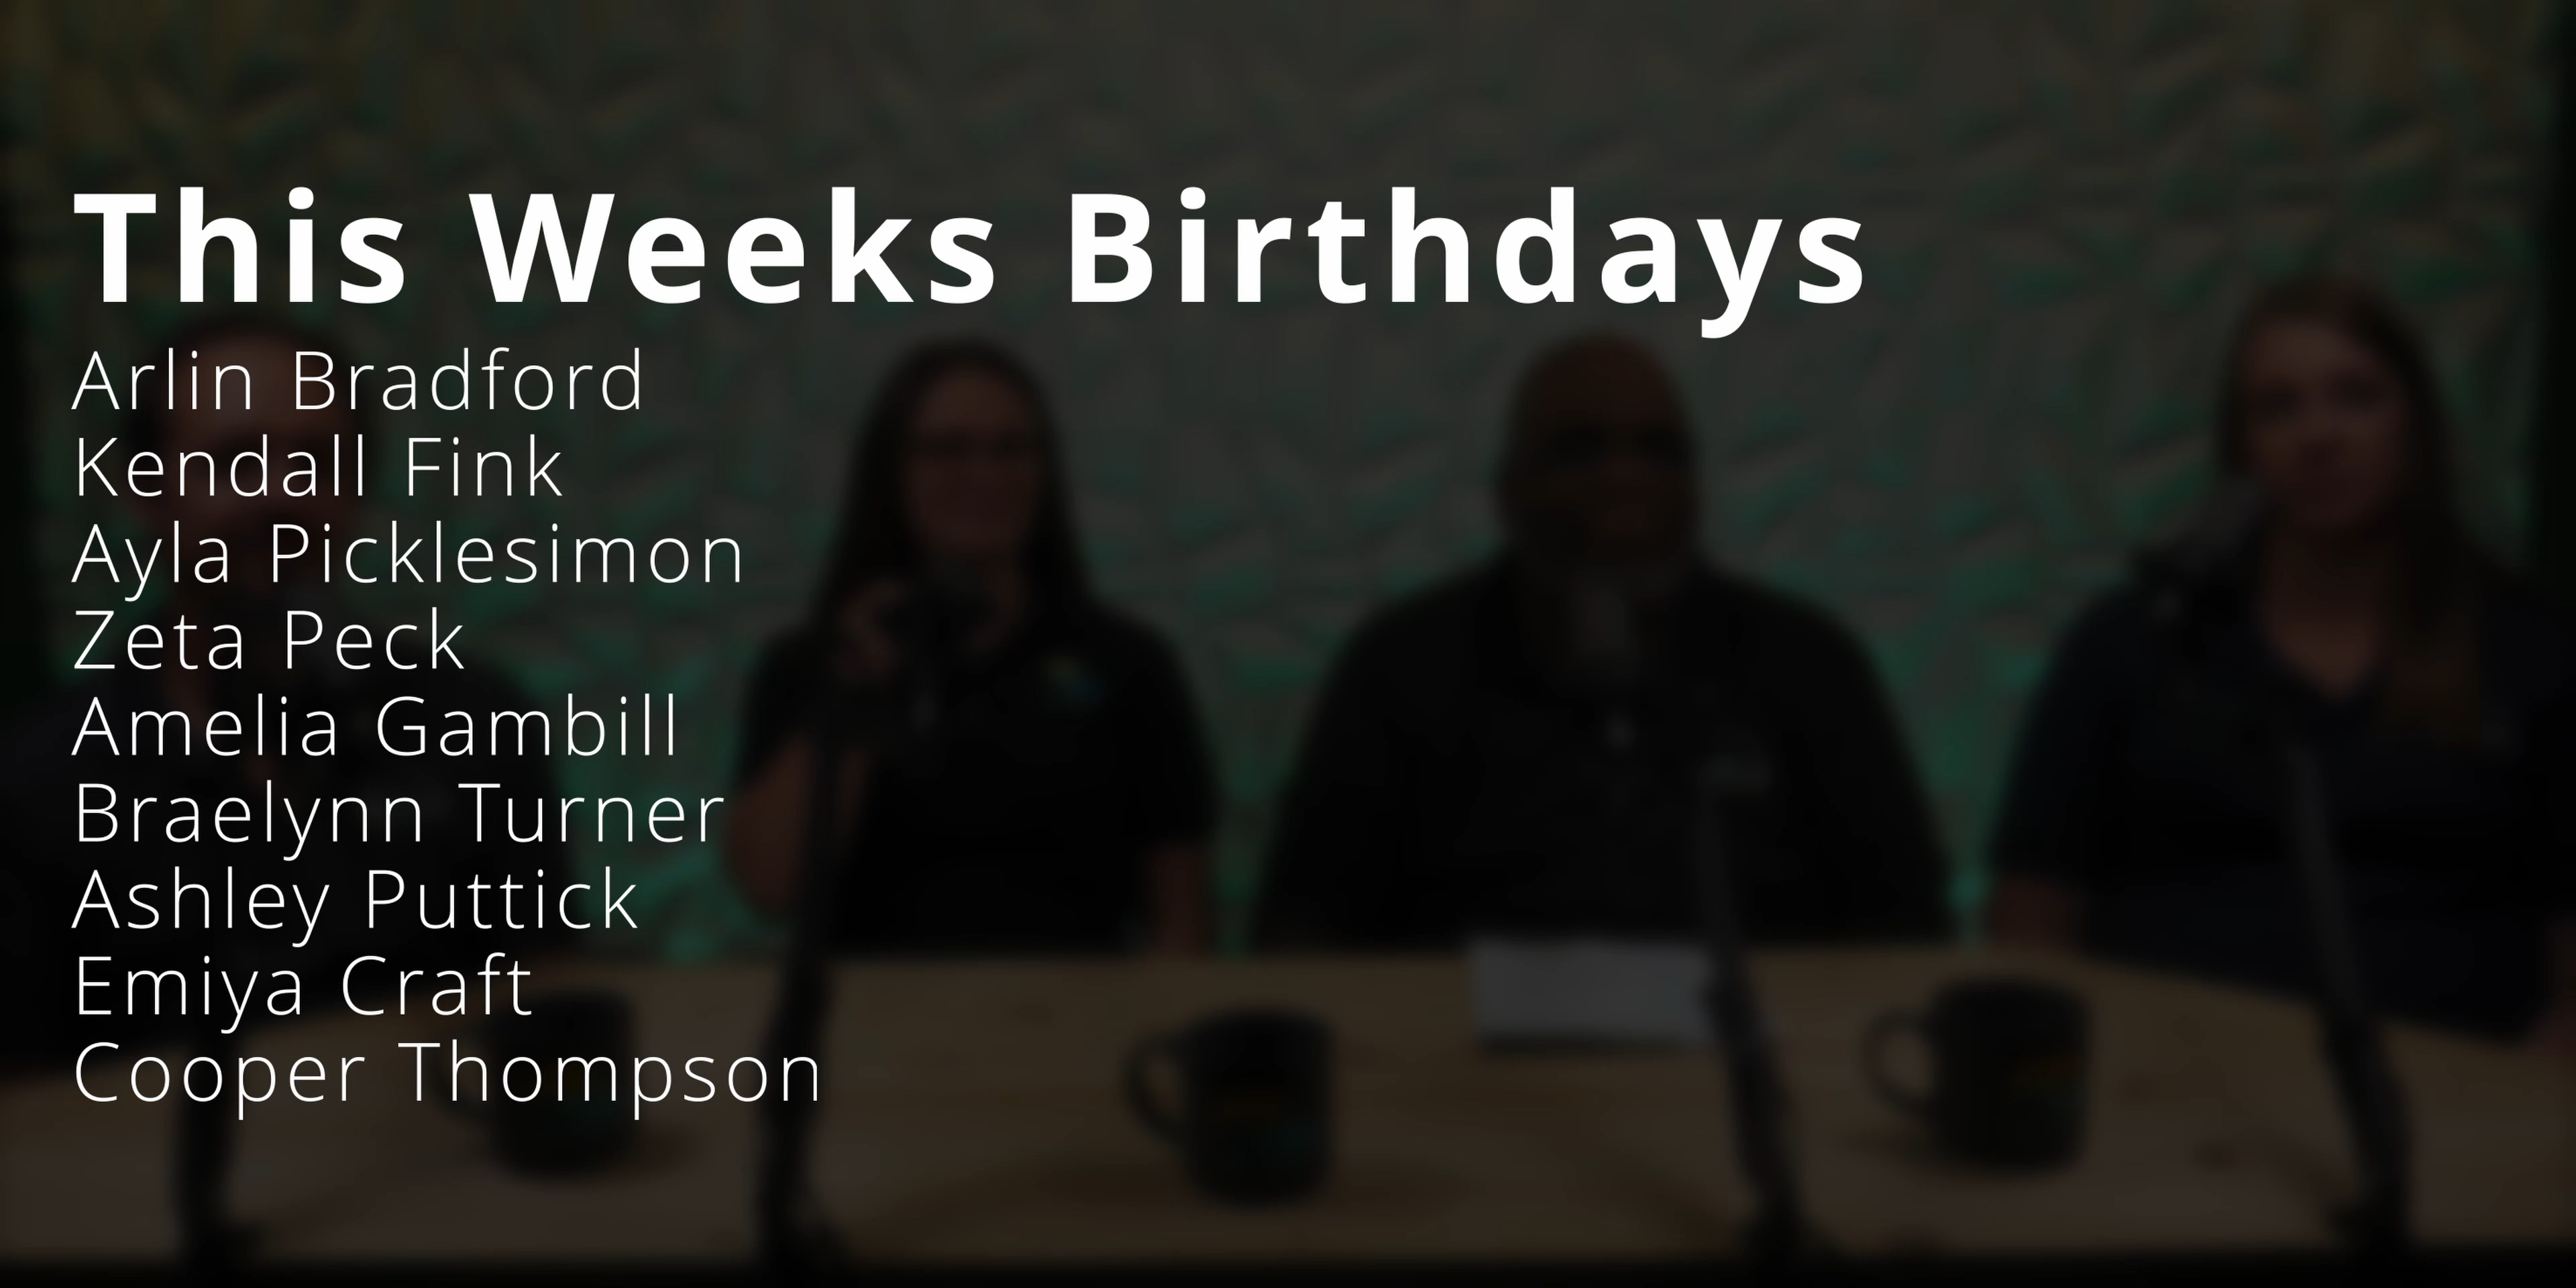 This Weeks Birthdays
Arlin Bradford
Kendall Fink
Ayla Picklesimon
Zeta Peck
Amelia Gambill
Braelynn Turner
Ashley Puttick
Emiya Craft
Cooper Thompson